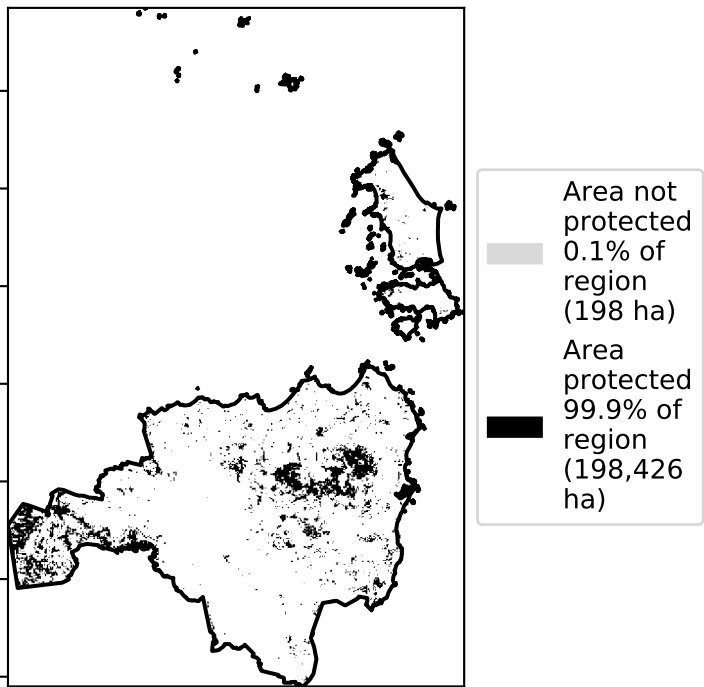 Area not
protected
0.1% of
region
(198 ha)
Area
protected
99.9% of
region
(198,426
ha)